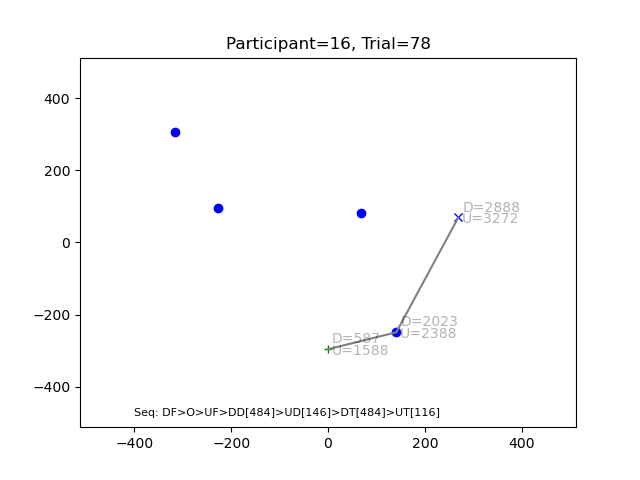 Participant=16, Trial=78
400
200
0
−200
−400
D=2888
U=3272
D=2023
U=2388
D=587
U=1588
Seq: DF>O>UF>DD[484]>UD[146]>DT[484]>UT[116]
−400
−200
0
200
400